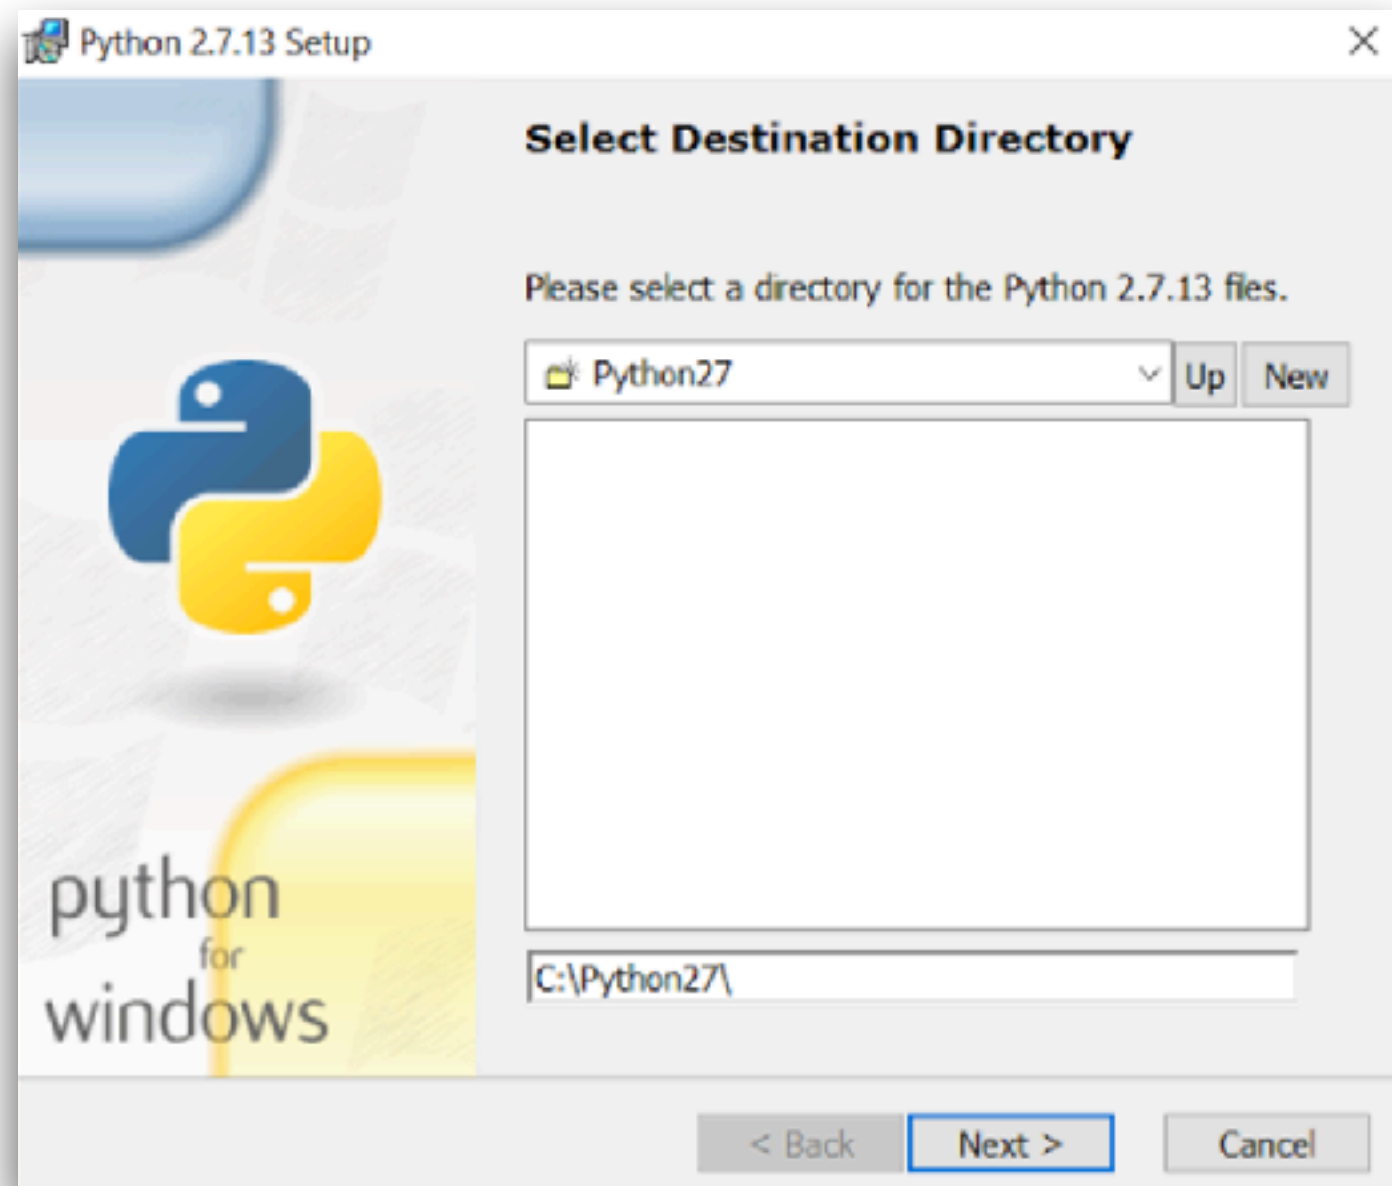 Python 2.7.13 Setup
Select Destination Directory
Please select a directory for the Python 2.7.13 files.
Python27
Up
New
C:\Python27\
python
for
windows
< Back
Next >
Cancel